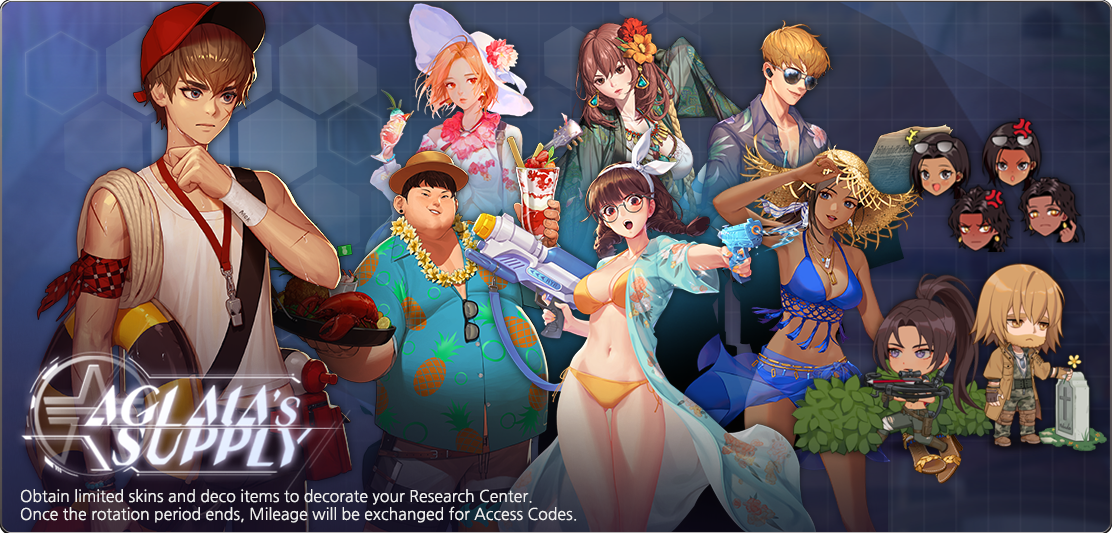 AGLAIA's
SUPPLY
Obtain limited skins and deco items to decorate your Research Center.
Once the rotation period ends, Mileage will be exchanged for Access Codes.